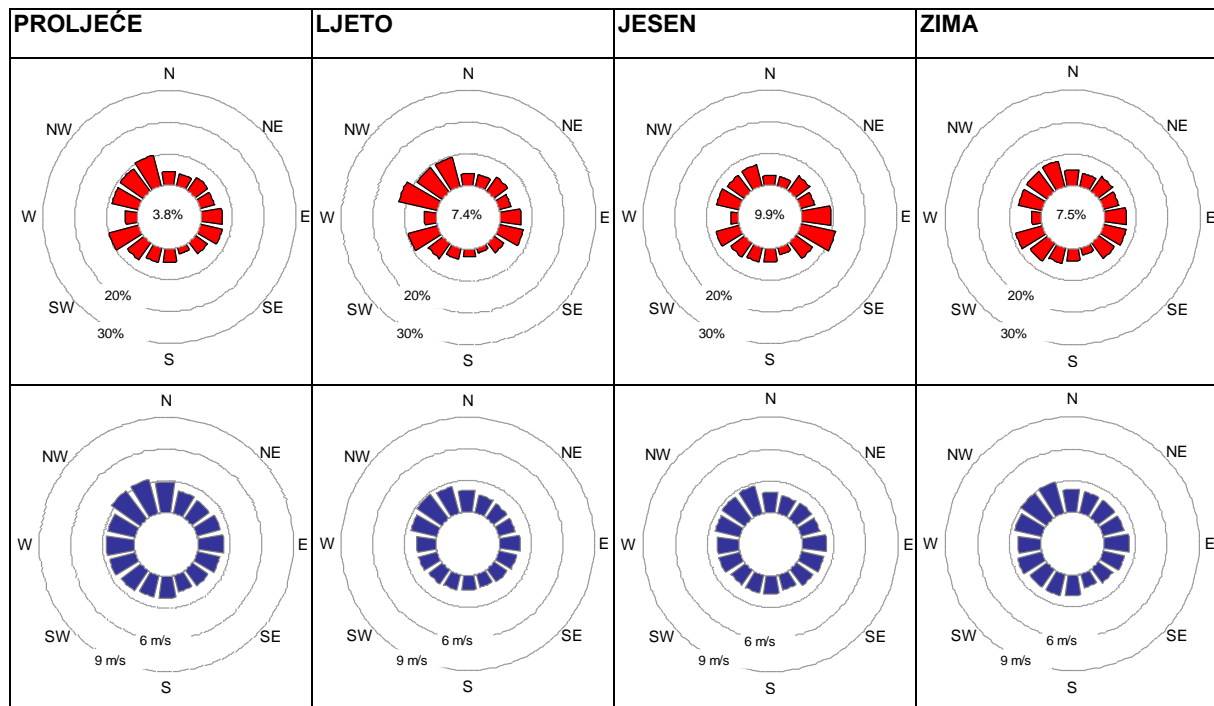 PROLJEĆE LJETO JESEN ZIMA
N N N N
NW NE NW NE NW NE NW NE
W 3.8% E W 7.4% E W 9.9% E W 7.5% E
20% 20% 20% 20%
SW SE SW SE SW SE SW SE
30% 30% 30% 30%
S S S S
N N N N
NW NE NW NE NW NE NW NE
W E W E W E W E
SW SE SW SE SW SE SW SE
6 m/s 6 m/s 6 m/s 6 m/s
9 m/s 9 m/s 9 m/s 9 m/s
S S S S